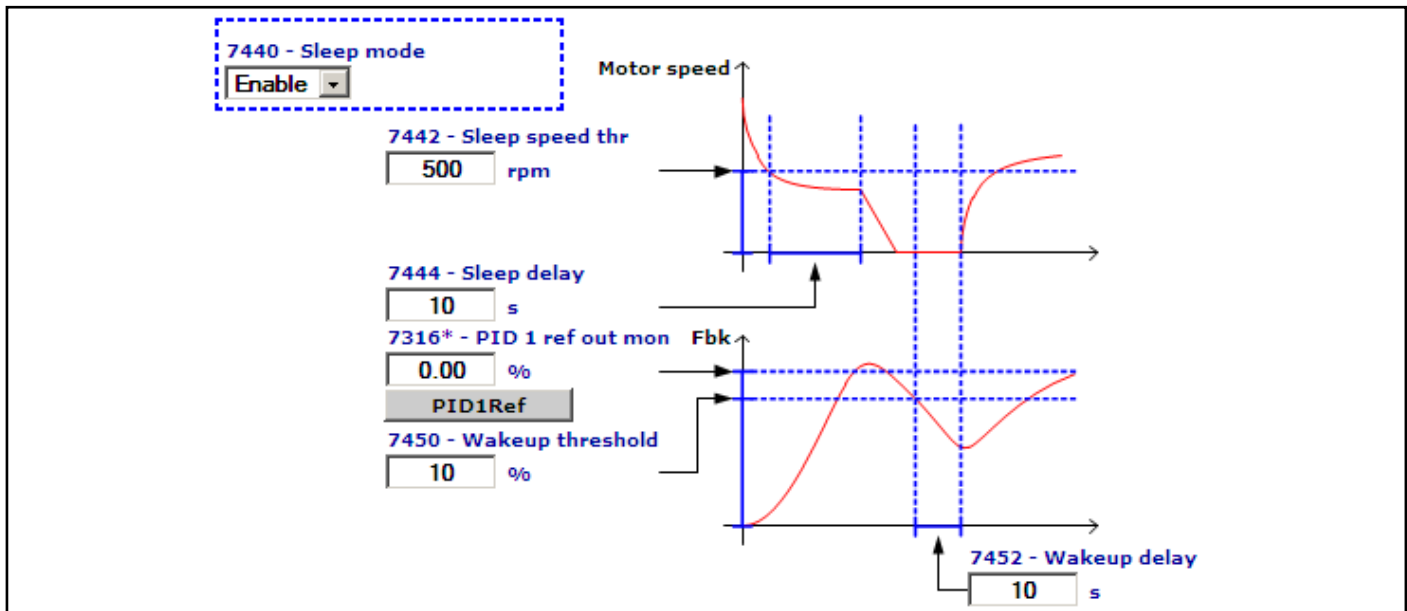 7440 - Sleep mode
Enable
Motor speed
7442 - Sleep speed thr
500 rpm
7444 - Sleep delay
10 s
7316* - PID 1 ref out mon
Fbk
0.00 %
PID1Ref
7450 - Wakeup threshold
10 %
7452 - Wakeup delay
10 s